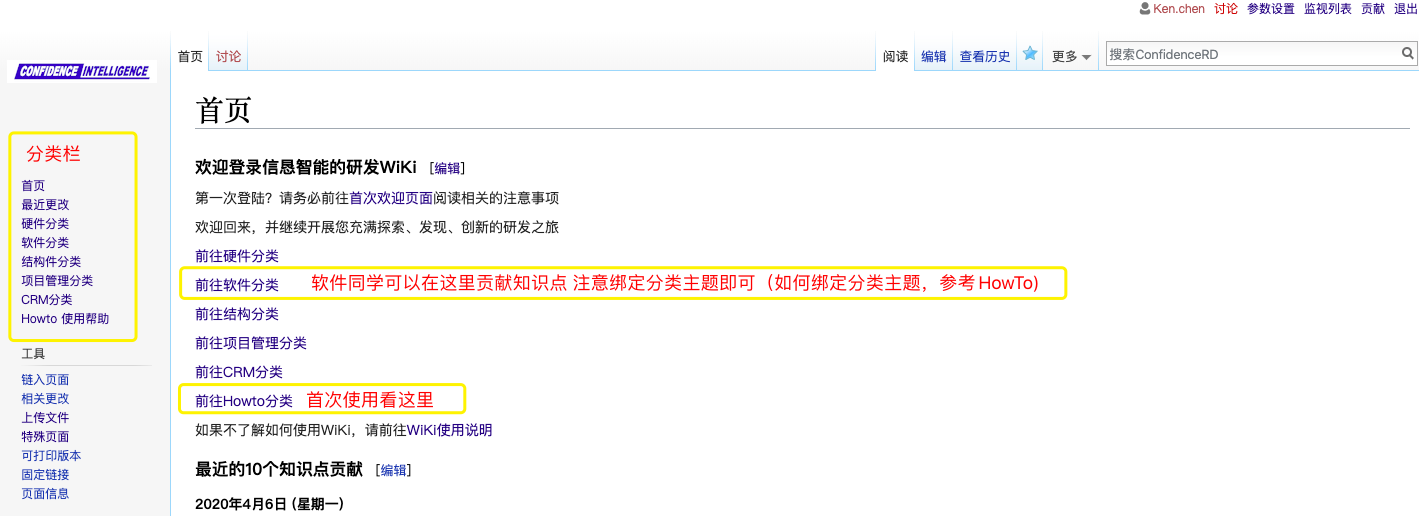 Ken.chen 讨论 参数设置 监视列表 贡献 退出
首页 讨论 阅读 编辑 查看历史 更多 搜索ConfidenceRD
CONFIDENCE INTELLIGENCE
分类栏
首页
最近更改
硬件分类
软件分类
结构件分类
项目管理分类
CRM分类
Howto 使用帮助
工具
链入页面
相关更改
上传文件
特殊页面
可打印版本
固定链接
页面信息
首页
欢迎登录信恳智能的研发WiKi [编辑]
第一次登陆？请务必前往首次欢迎页面阅读相关的注意事项
欢迎回来，并继续开展您充满探索、发现、创新的研发之旅
前往硬件分类
前往软件分类 软件同学可以在这里贡献知识点 注意绑定分类主题即可（如何绑定分类主题，参考HowTo)
前往结构分类
前往项目管理分类
前往CRM分类
前往Howto分类 首次使用看这里
如果不了解如何使用WiKi，请前往WiKi使用说明
最近的10个知识点贡献 [编辑]
2020年4月6日 (星期一)